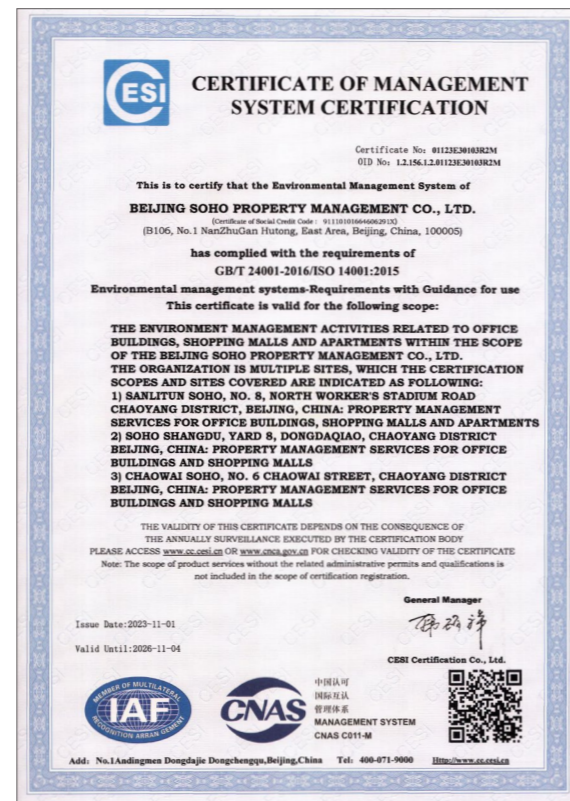 CESI
CERTIFICATE OF MANAGEMENT
SYSTEM CERTIFICATION
Certificate No: 01123E30103R2M
OID No: 1.2.156.1.2.01123E30103R2M
This is to certify that the Environmental Management System of
BEIJING SOHO PROPERTY MANAGEMENT CO., LTD.
(Certificate of Social Credit Code : 91110101664606291X)
(B106, No.1 NanZhuGan Hutong, East Area, Beijing, China, 100005)
has complied with the requirements of
GB/T 24001-2016/ISO 14001:2015
Environmental management systems-Requirements with Guidance for use
This certificate is valid for the following scope:
THE ENVIRONMENT MANAGEMENT ACTIVITIES RELATED TO OFFICE
BUILDINGS, SHOPPING MALLS AND APARTMENTS WITHIN THE SCOPE
OF THE BEIJING SOHO PROPERTY MANAGEMENT CO., LTD.
THE ORGANIZATION IS MULTIPLE SITES, WHICH THE CERTIFICATION
SCOPES AND SITES COVERED ARE INDICATED AS FOLLOWING:
1) SANLITUN SOHO, NO. 8, NORTH WORKER'S STADIUM ROAD
CHAOYANG DISTRICT, BEIJING, CHINA: PROPERTY MANAGEMENT
SERVICES FOR OFFICE BUILDINGS, SHOPPING MALLS AND APARTMENTS
2) SOHO SHANGDU, YARD 8, DONGDAQIAO, CHAOYANG DISTRICT
BEIJING, CHINA: PROPERTY MANAGEMENT SERVICES FOR OFFICE
BUILDINGS AND SHOPPING MALLS
3) CHAOWAI SOHO, NO. 6 CHAOWAI STREET, CHAOYANG DISTRICT
BEIJING, CHINA: PROPERTY MANAGEMENT SERVICES FOR OFFICE
BUILDINGS AND SHOPPING MALLS
THE VALIDITY OF THIS CERTIFICATE DEPENDS ON THE CONSEQUENCE OF
THE ANNUALLY SURVEILLANCE EXECUTED BY THE CERTIFICATION BODY
PLEASE ACCESS www.cc.cesi.cn OR www.cnca.gov.cn FOR CHECKING VALIDITY OF THE CERTIFICATE
Note: The scope of product services without the related administrative permits and qualifications is
not included in the scope of certification registration.
General Manager
Issue Date:2023-11-01
Valid Until:2026-11-04
CESI Certification Co., Ltd.
MEMBER OF MULTILATERAL
IAF
RECOGNITION ARRANGEMENT
CNAS
中国认可
国际互认
管理体系
MANAGEMENT SYSTEM
CNAS C011-M
Add: No.1Andingmen Dongdajie Dongchengqu,Beijing,China Tel: 400-071-9000 Http://www.cc.cesi.cn